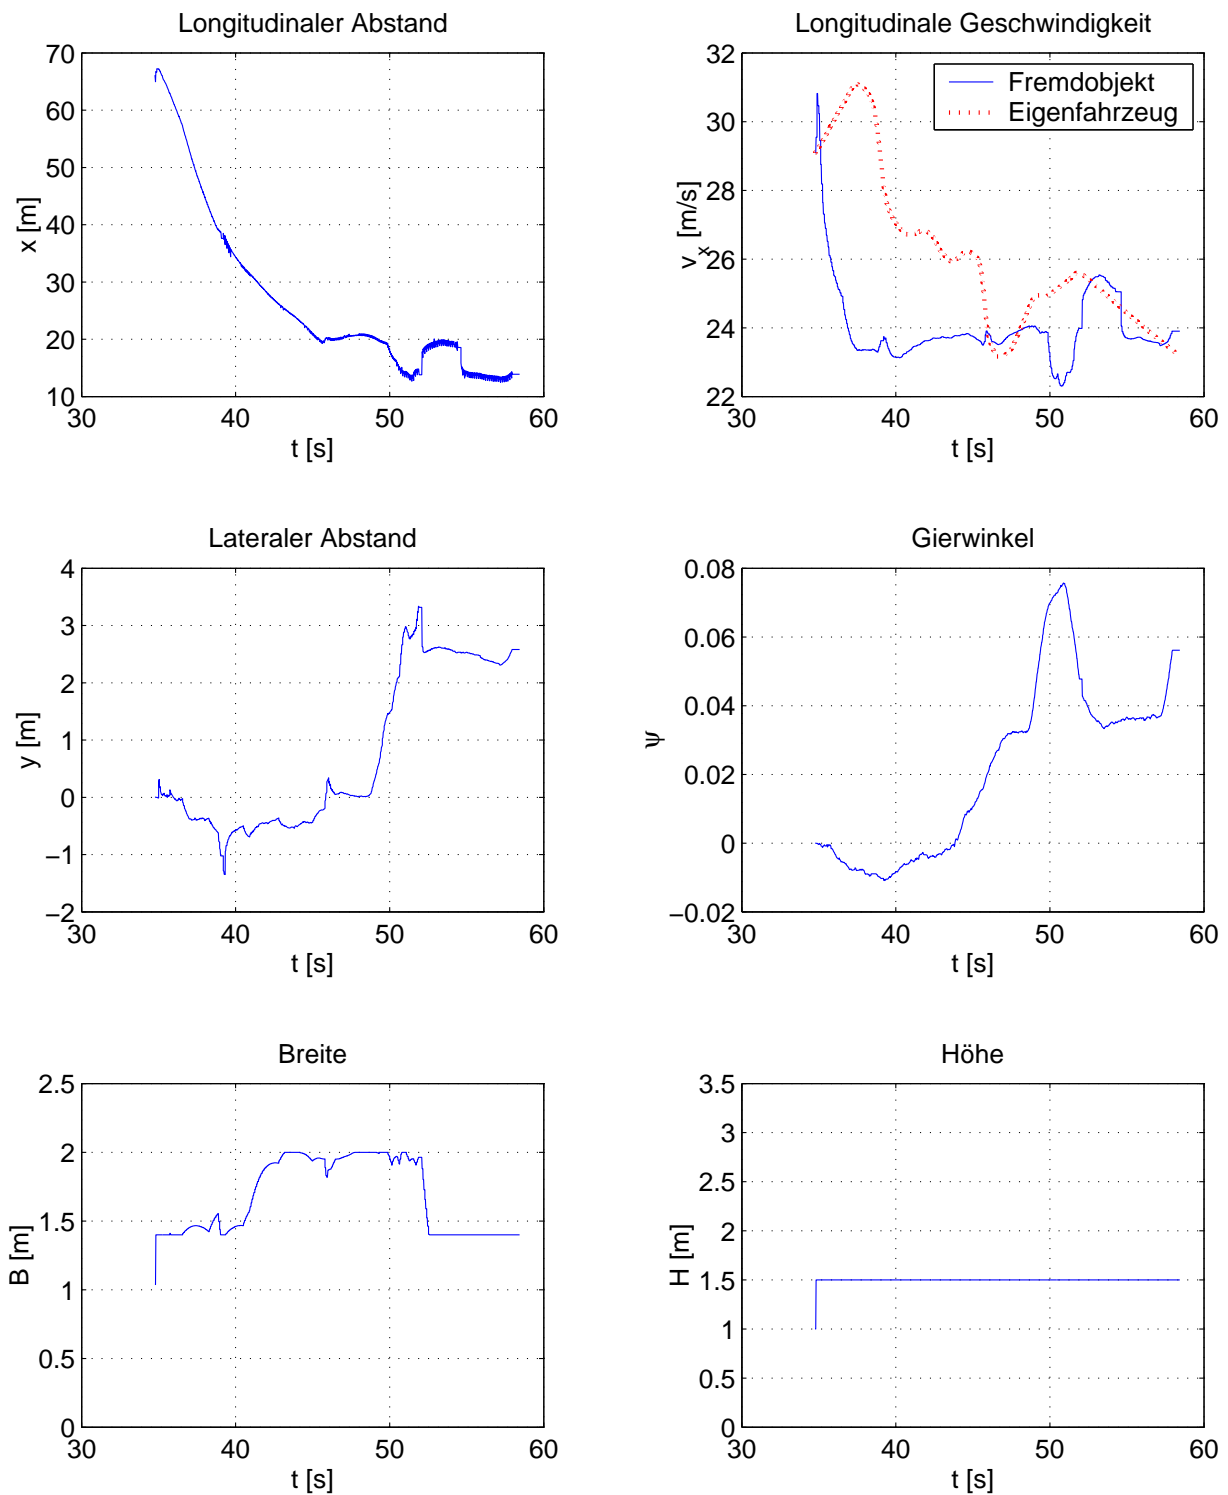 Longitudinaler Abstand
70
60
50
40
30
20
10
x [m]
30 40 50 60
t [s]
Longitudinale Geschwindigkeit
32
30
28
26
24
22
v_x [m/s]
Fremdobjekt
Eigenfahrzeug
30 40 50 60
t [s]
Lateraler Abstand
4
3
2
1
0
−1
−2
y [m]
30 40 50 60
t [s]
Gierwinkel
0.08
0.06
0.04
0.02
0
−0.02
ψ
30 40 50 60
t [s]
Breite
2.5
2
1.5
1
0.5
0
B [m]
30 40 50 60
t [s]
Höhe
3.5
3
2.5
2
1.5
1
0.5
0
H [m]
30 40 50 60
t [s]